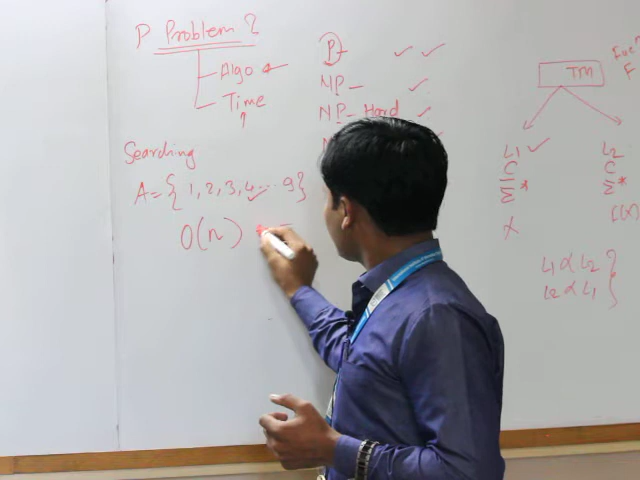 P Problem ?
Algo
Time
Searching
A = { 1, 2, 3, 4 ... 9 }
O(n)
P -
NP -
NP - Hard
TM
L1
C
Σ*
X
L2
C
Σ*
L1 α L2
L2 α L1